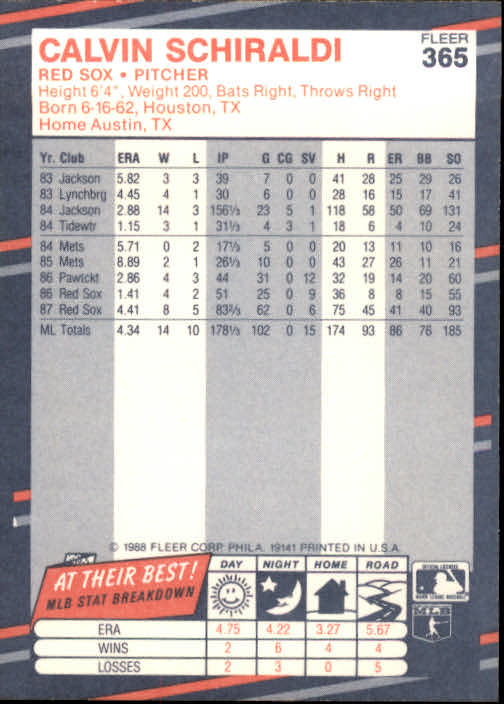 CALVIN SCHIRALDI
FLEER
365
RED SOX • PITCHER
Height 6'4", Weight 200, Bats Right, Throws Right
Born 6-16-62, Houston, TX
Home Austin, TX
Yr. Club ERA W L IP G CG SV H R ER BB SO
83 Jackson 5.82 3 3 39 7 0 0 41 28 25 29 26
83 Lynchbrg 4.45 4 1 30 6 0 0 28 16 15 17 41
84 Jackson 2.88 14 3 156⅓ 23 5 1 118 58 50 69 131
84 Tidewtr 1.15 3 1 31⅓ 4 3 1 18 6 4 10 24
84 Mets 5.71 0 2 17⅓ 5 0 0 20 13 11 10 16
85 Mets 8.89 2 1 26⅓ 10 0 0 43 27 26 11 21
86 Pawtckt 2.86 4 3 44 31 0 12 32 19 14 20 60
86 Red Sox 1.41 4 2 51 25 0 9 36 8 8 15 55
87 Red Sox 4.41 8 5 83⅔ 62 0 6 75 45 41 40 93
ML Totals 4.34 14 10 178⅓ 102 0 15 174 93 86 76 185
© 1988 FLEER CORP. PHILA. 19141 PRINTED IN U.S.A.
AT THEIR BEST!
MLB STAT BREAKDOWN
DAY NIGHT HOME ROAD
ERA 4.75 4.22 3.27 5.67
WINS 2 6 4 4
LOSSES 2 3 0 5
OFFICIAL LICENSEE
MAJOR LEAGUE BASEBALL
MLB